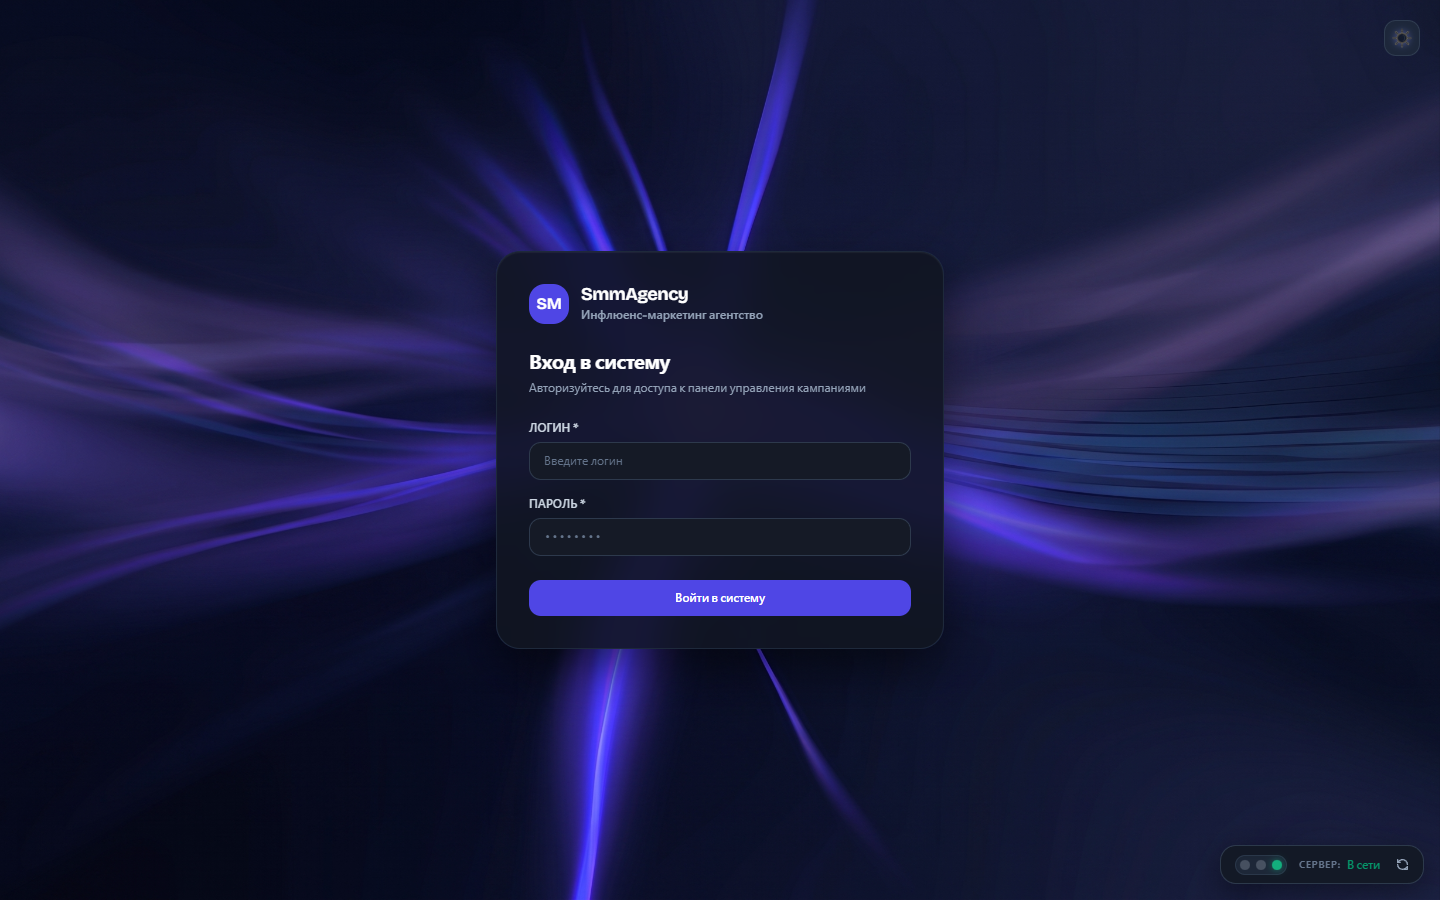 SM
SmmAgency
Инфлюенс-маркетинг агентство
Вход в систему
Авторизуйтесь для доступа к панели управления кампаниями
ЛОГИН *
Введите логин
ПАРОЛЬ *
••••••••
Войти в систему
СЕРВЕР: В сети